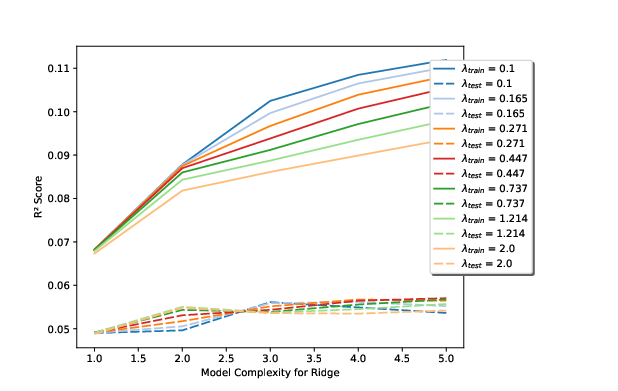 R² Score
0.11
0.10
0.09
0.08
0.07
0.06
0.05
1.0 1.5 2.0 2.5 3.0 3.5 4.0 4.5 5.0
Model Complexity for Ridge
λtrain = 0.1
λtest = 0.1
λtrain = 0.165
λtest = 0.165
λtrain = 0.271
λtest = 0.271
λtrain = 0.447
λtest = 0.447
λtrain = 0.737
λtest = 0.737
λtrain = 1.214
λtest = 1.214
λtrain = 2.0
λtest = 2.0